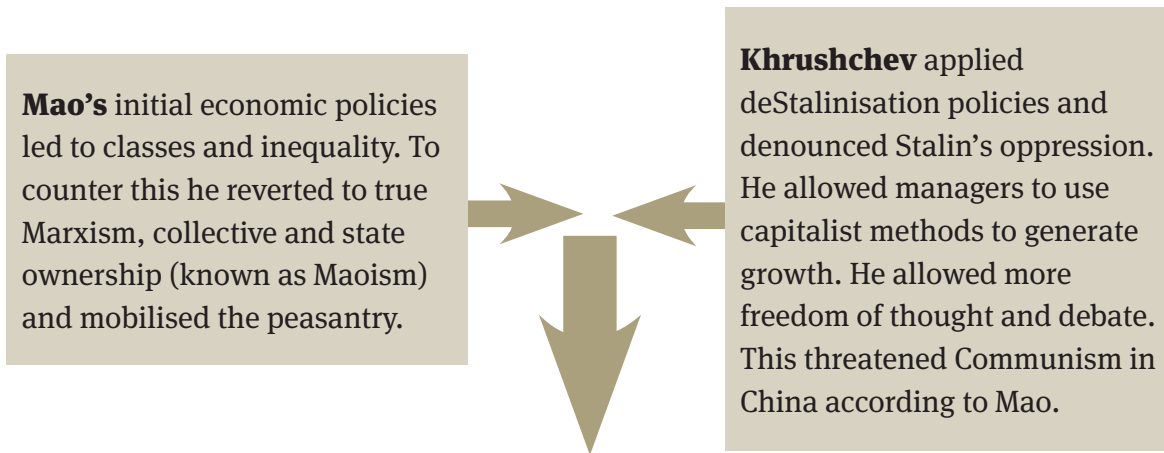 Mao’s initial economic policies
led to classes and inequality. To
counter this he reverted to true
Marxism, collective and state
ownership (known as Maoism)
and mobilised the peasantry.
Khrushchev applied
deStalinisation policies and
denounced Stalin’s oppression.
He allowed managers to use
capitalist methods to generate
growth. He allowed more
freedom of thought and debate.
This threatened Communism in
China according to Mao.